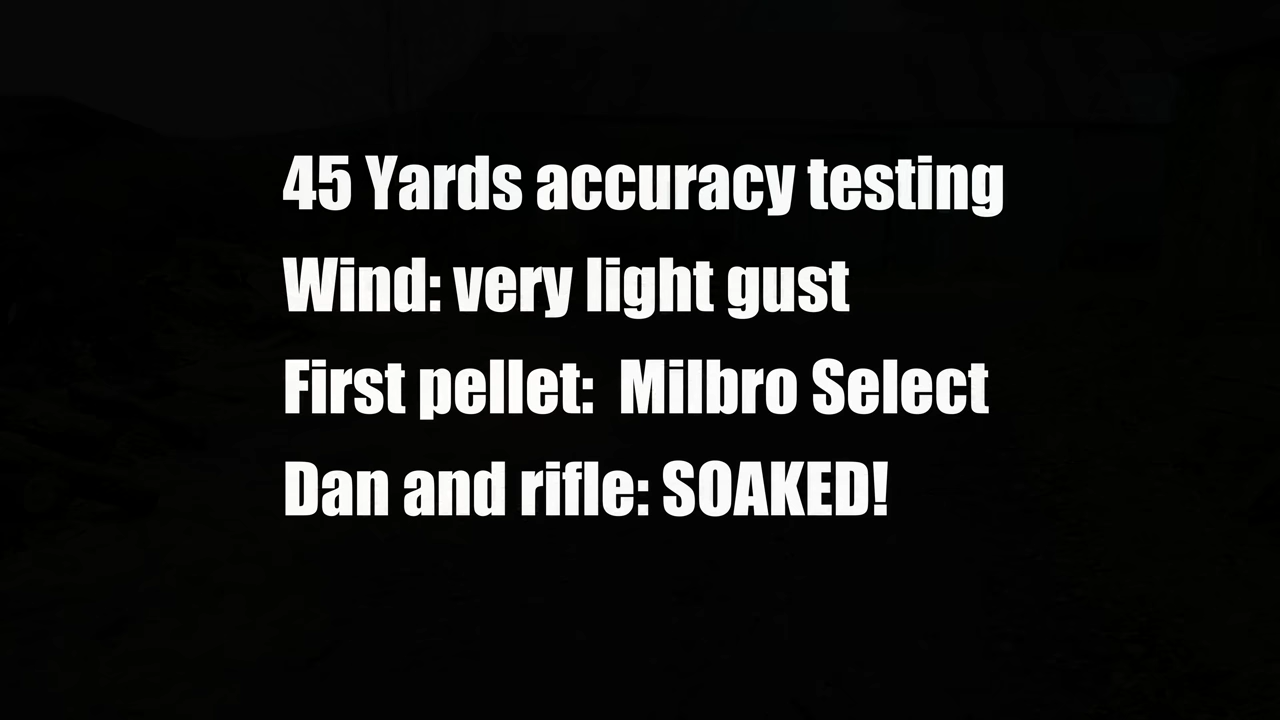 45 Yards accuracy testing
Wind: very light gust
First pellet: Milbro Select
Dan and rifle: SOAKED!